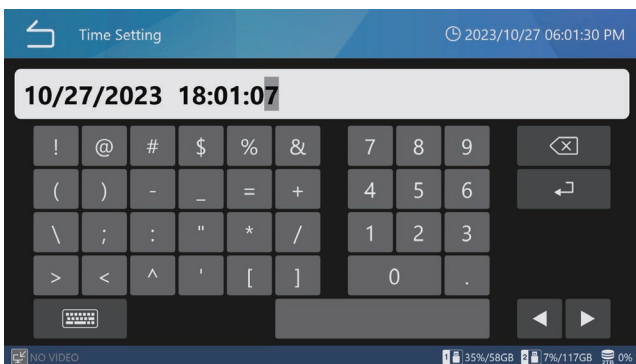 Time Setting 2023/10/27 06:01:30 PM
10/27/2023 18:01:07
! @ # $ % & 7 8 9
( ) - _ = + 4 5 6
\ ; : " * / 1 2 3
> < ^ ' [ ] 0 .
NO VIDEO 1 35%/58GB 2 7%/117GB 2TB 0%